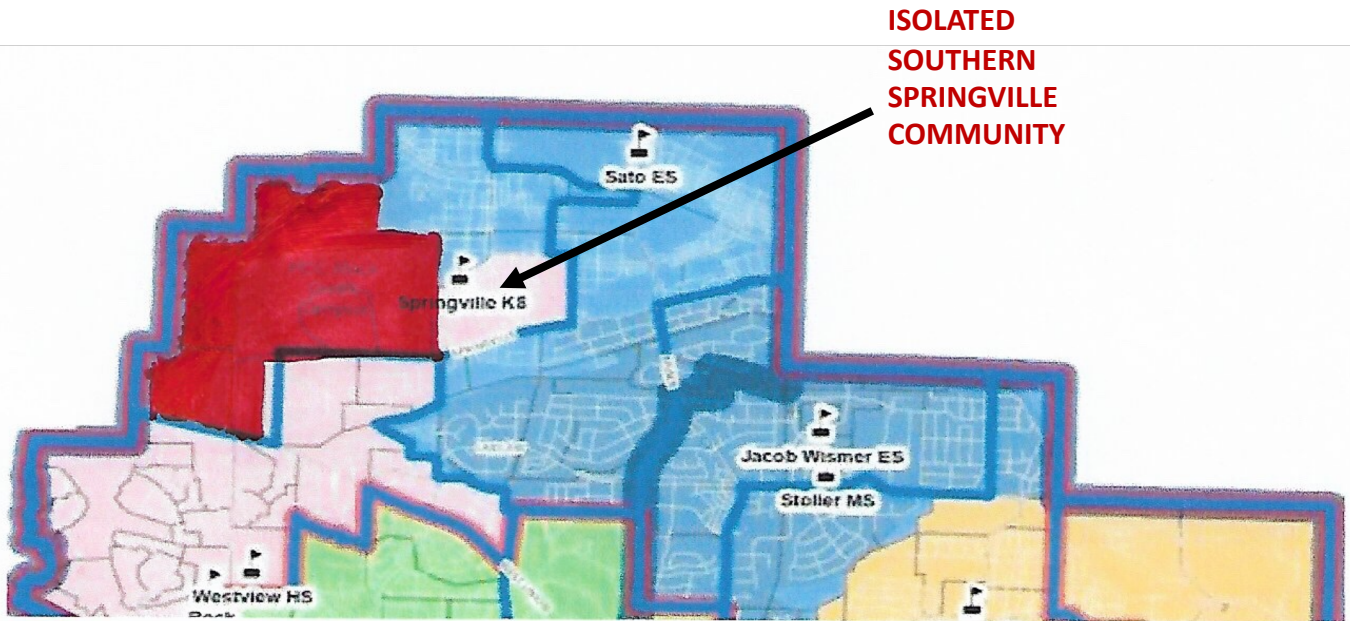 ISOLATED
SOUTHERN
SPRINGVILLE
COMMUNITY
Sato ES
Springville K8
Jacob Wismer ES
Stoller MS
Westview HS